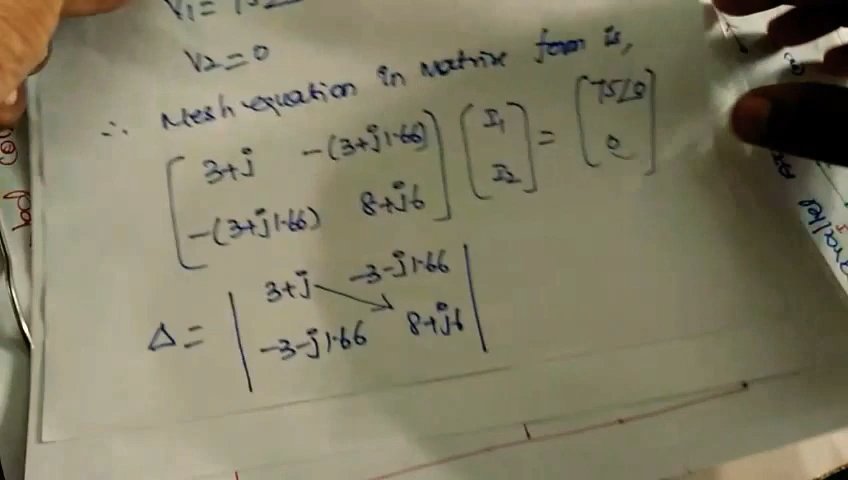 V1 =
V2 = 0
∴ Mesh equation in matrix form is,
[ 3+j   -(3+j1.66) ] [ I1 ] = [ 75∠0 ]
[ -(3+j1.66)   8+j6 ] [ I2 ]   [ 0 ]
Δ = | 3+j   -3-j1.66 |
| -3-j1.66   8+j6 |